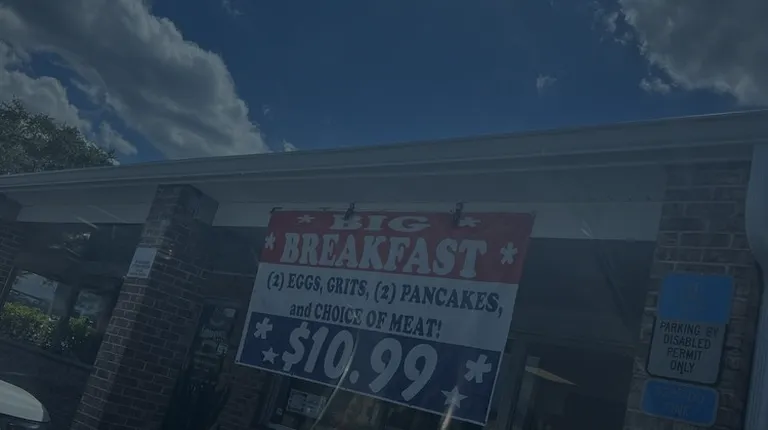 BIG
BREAKFAST
(2) EGGS, GRITS, (2) PANCAKES,
and CHOICE OF MEAT!
$10.99
PARKING BY
DISABLED
PERMIT
ONLY